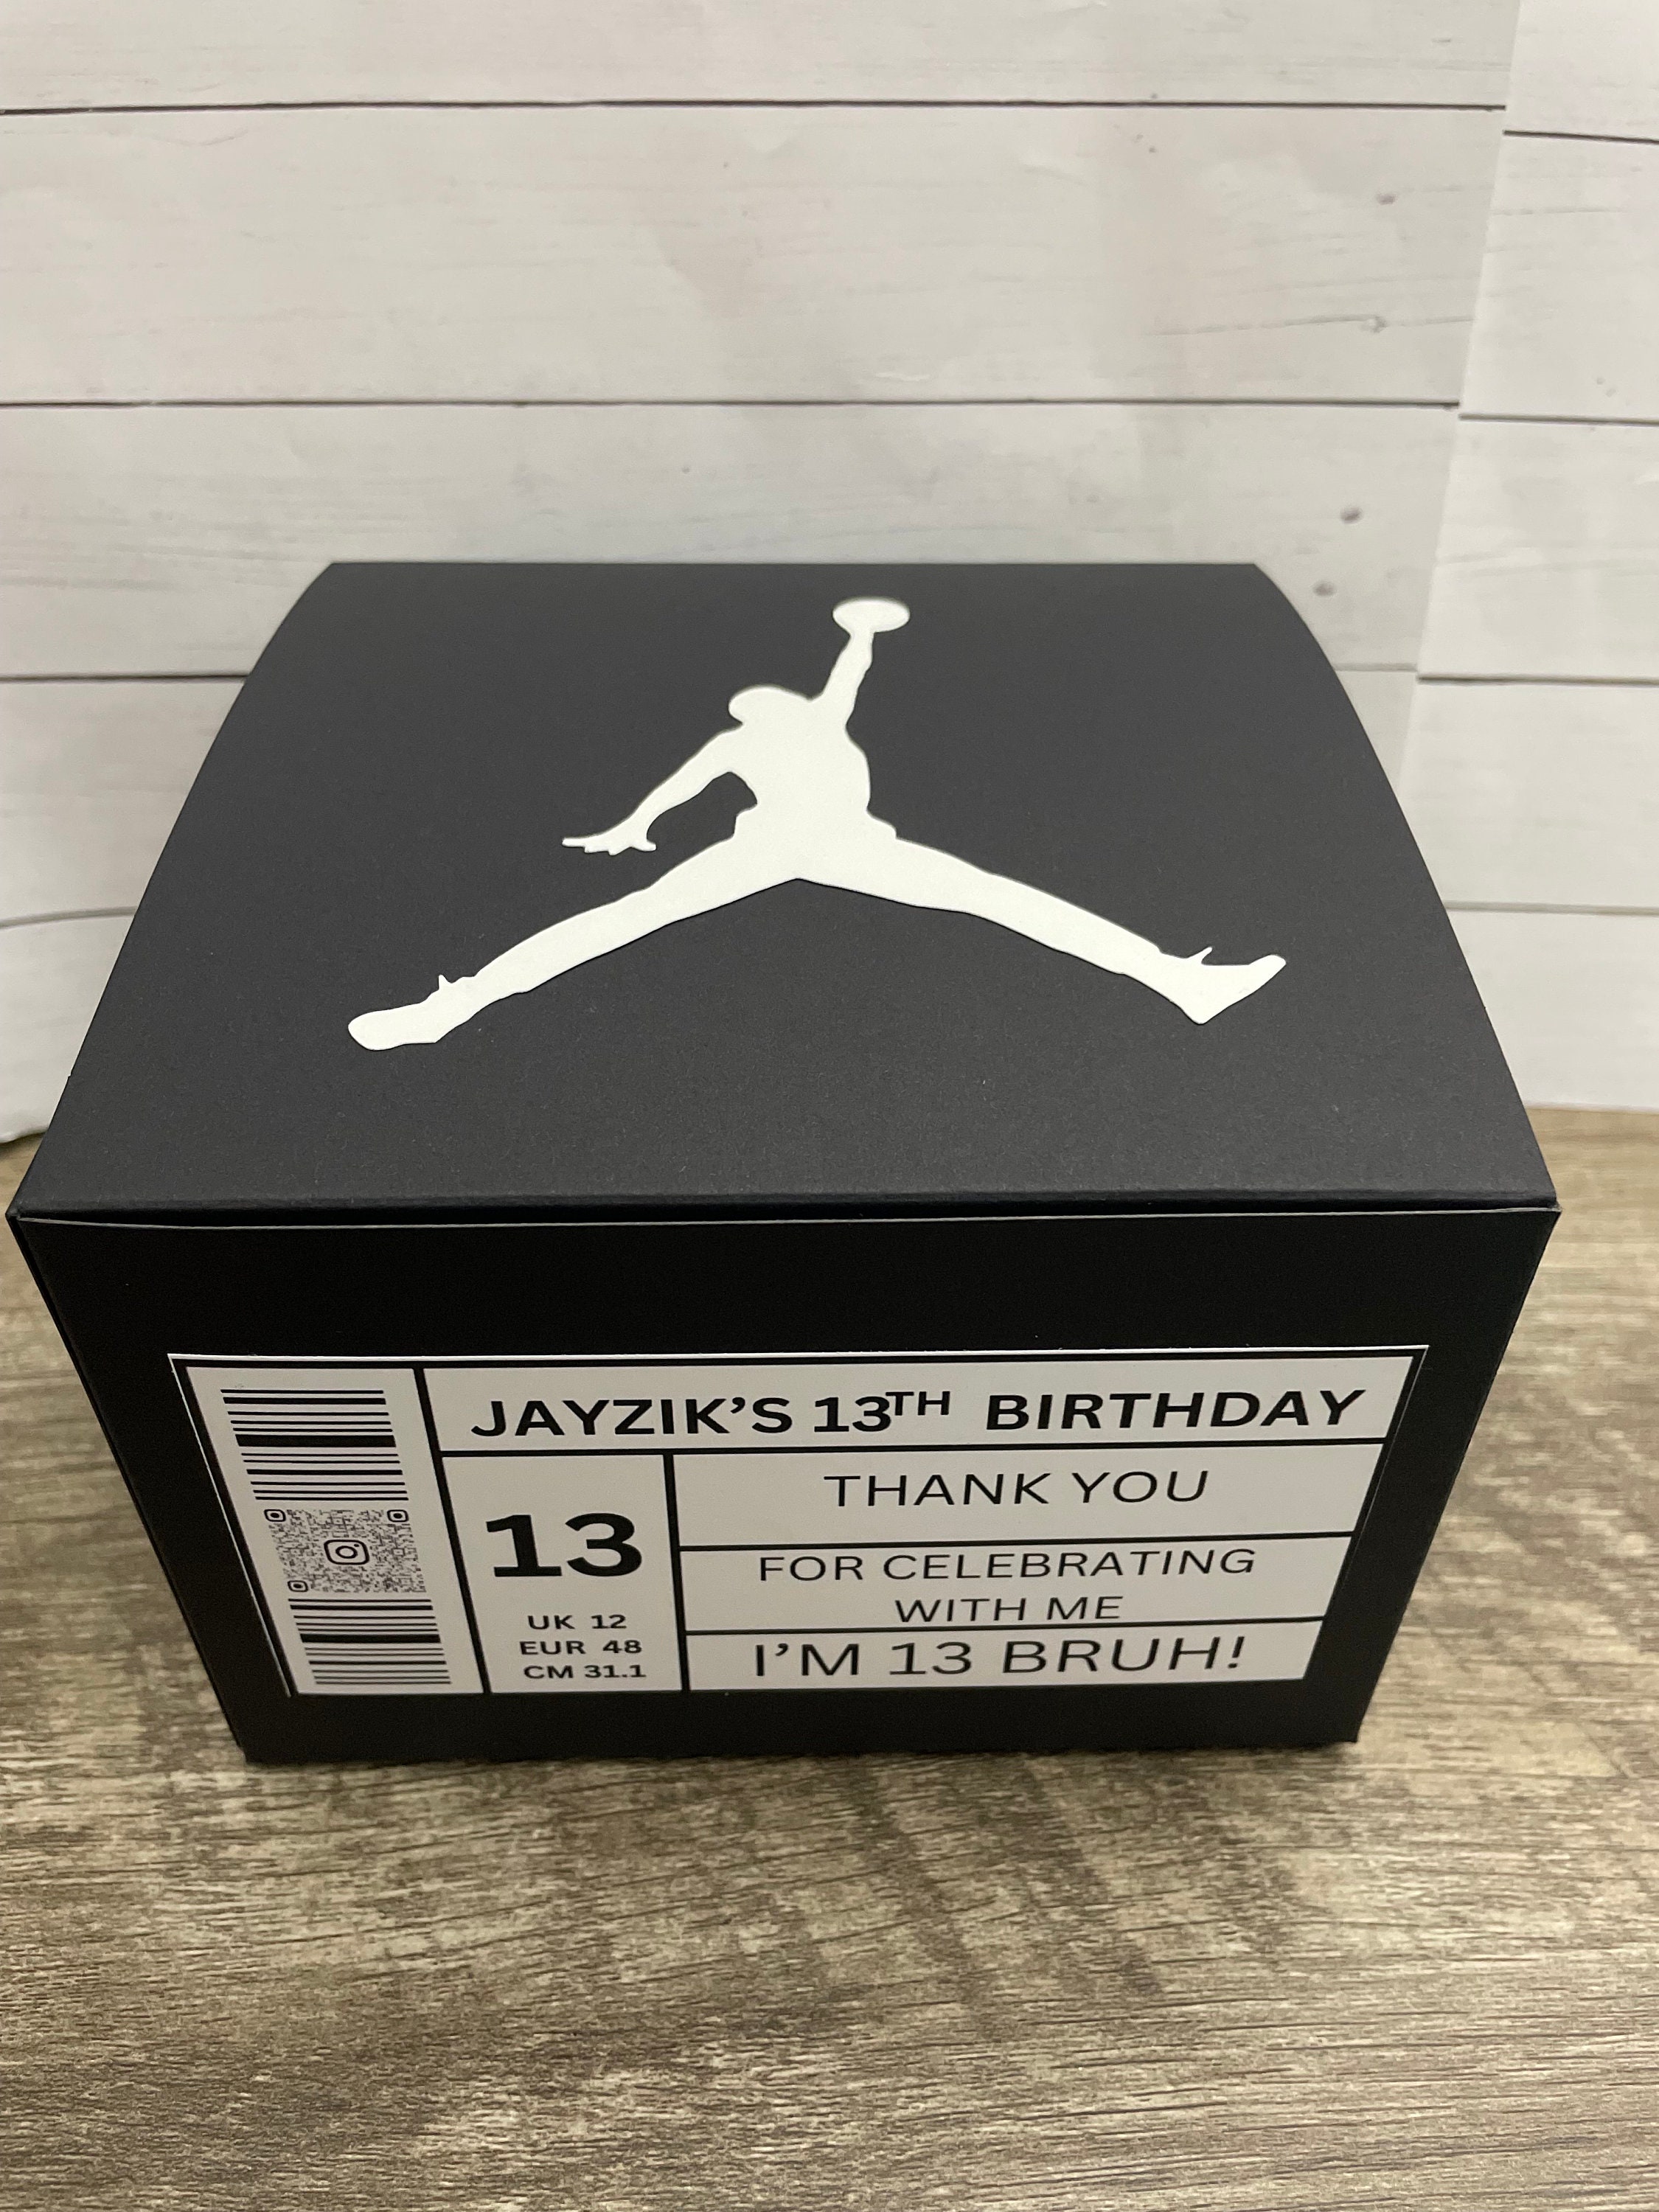 JAYZIK'S 13TH BIRTHDAY
13
UK 12
EUR 48
CM 31.1
THANK YOU
FOR CELEBRATING
WITH ME
I'M 13 BRUH!